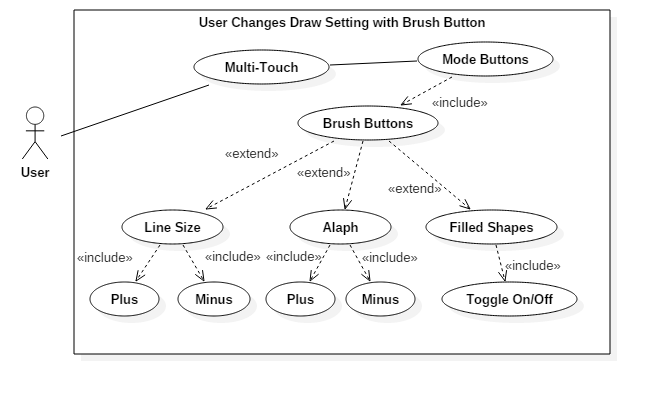 User Changes Draw Setting with Brush Button
Multi-Touch
Mode Buttons
«include»
Brush Buttons
User
«extend»
«extend»
«extend»
Line Size
Alaph
Filled Shapes
«include»
«include»
«include»
«include»
«include»
Plus
Minus
Plus
Minus
Toggle On/Off